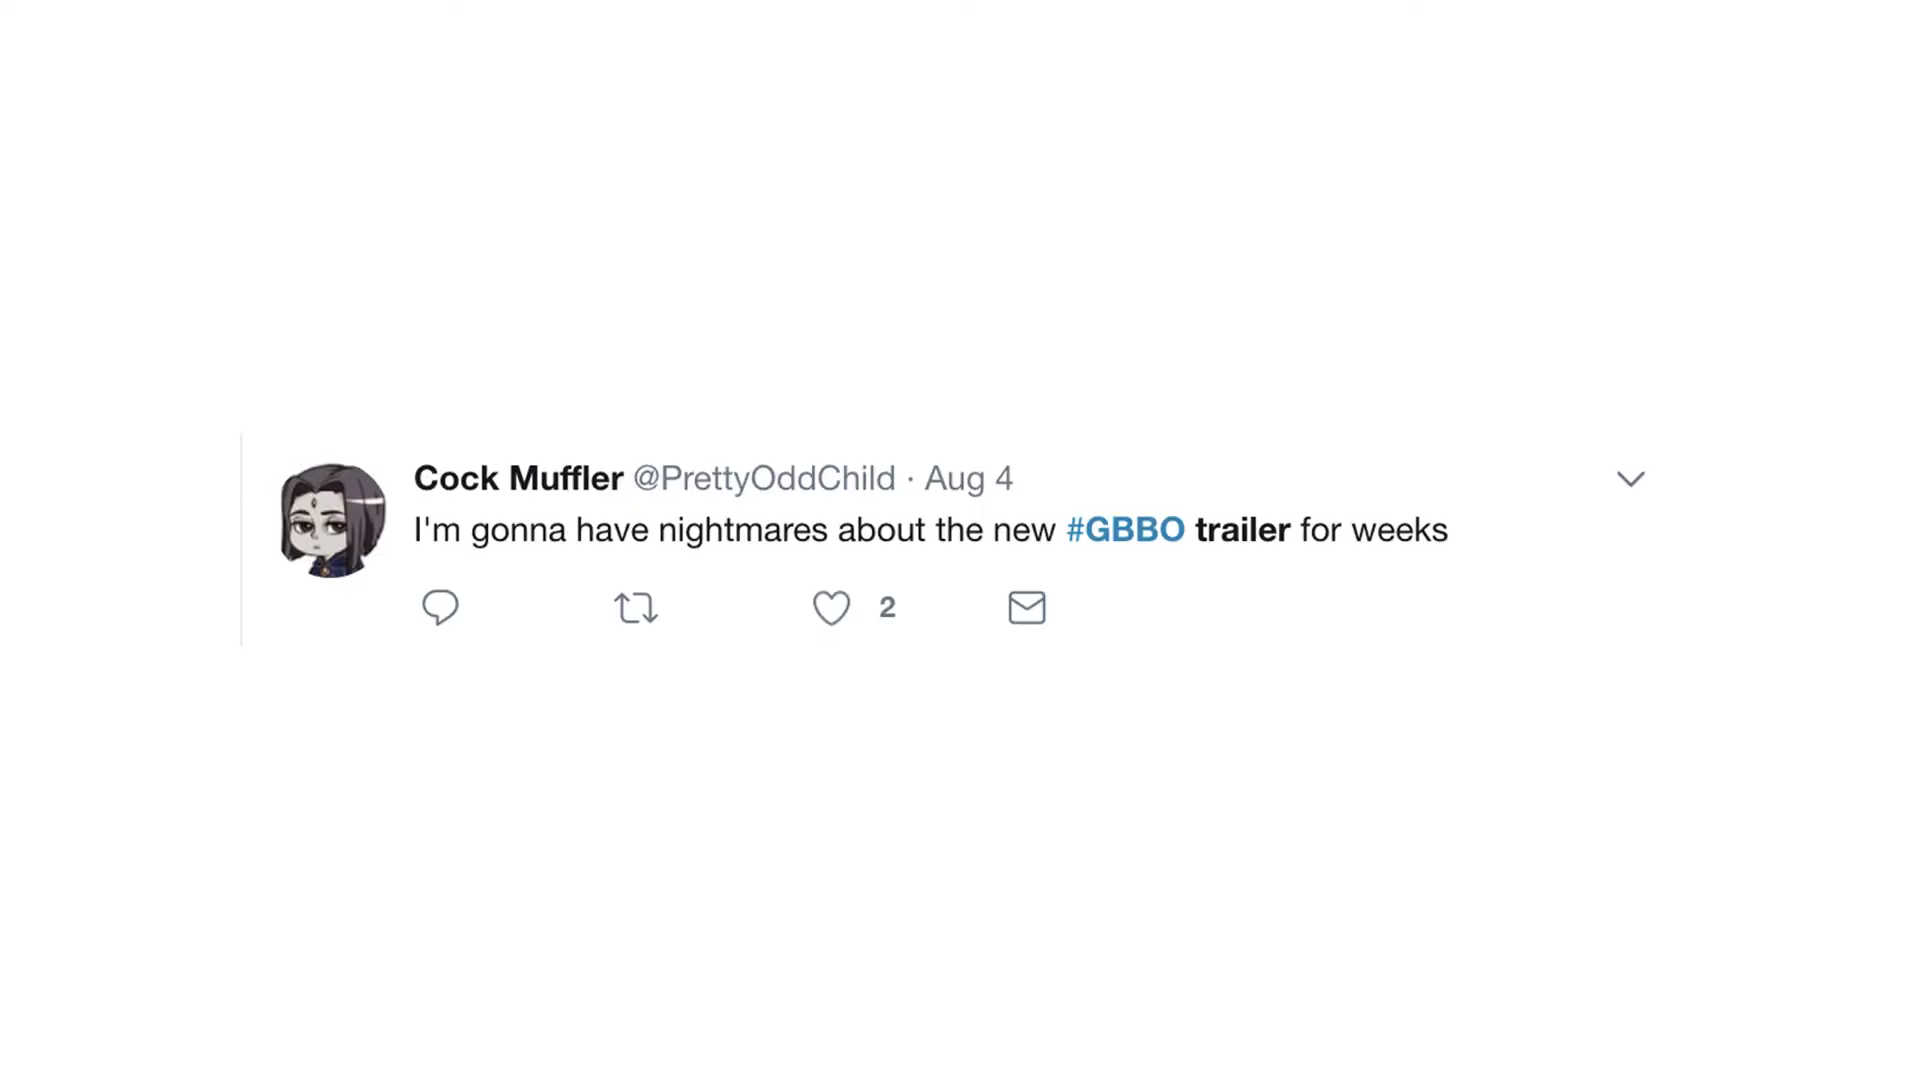 Cock Muffler @PrettyOddChild · Aug 4
I'm gonna have nightmares about the new #GBBO trailer for weeks
2